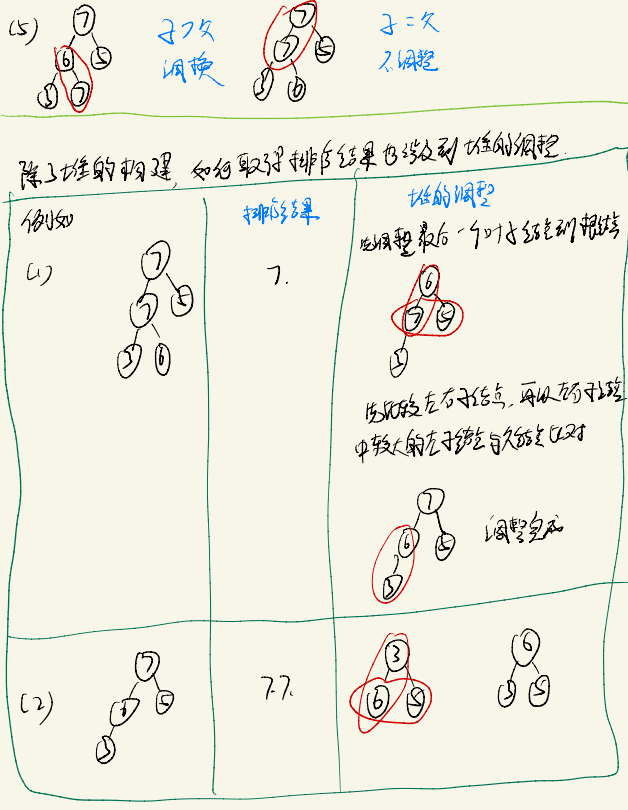 (5) 7 子>父 7 子=父
6 5 调换 7 5 不调整
3 7 3 6
除了堆的构建,如何取得排序结果也涉及到堆的调整.
例如 排序结果 堆的调整
先调整最后一个叶子结点到根结点
(1) 7 7. 6
7 5 7 5
3 6 3
先比较左右子结点,再以左右子结点
中较大的左子结点与父结点比对
7
6 5 调整完成
3
(2) 7 7.7. 3 6
6 5 6 5 3 5
3